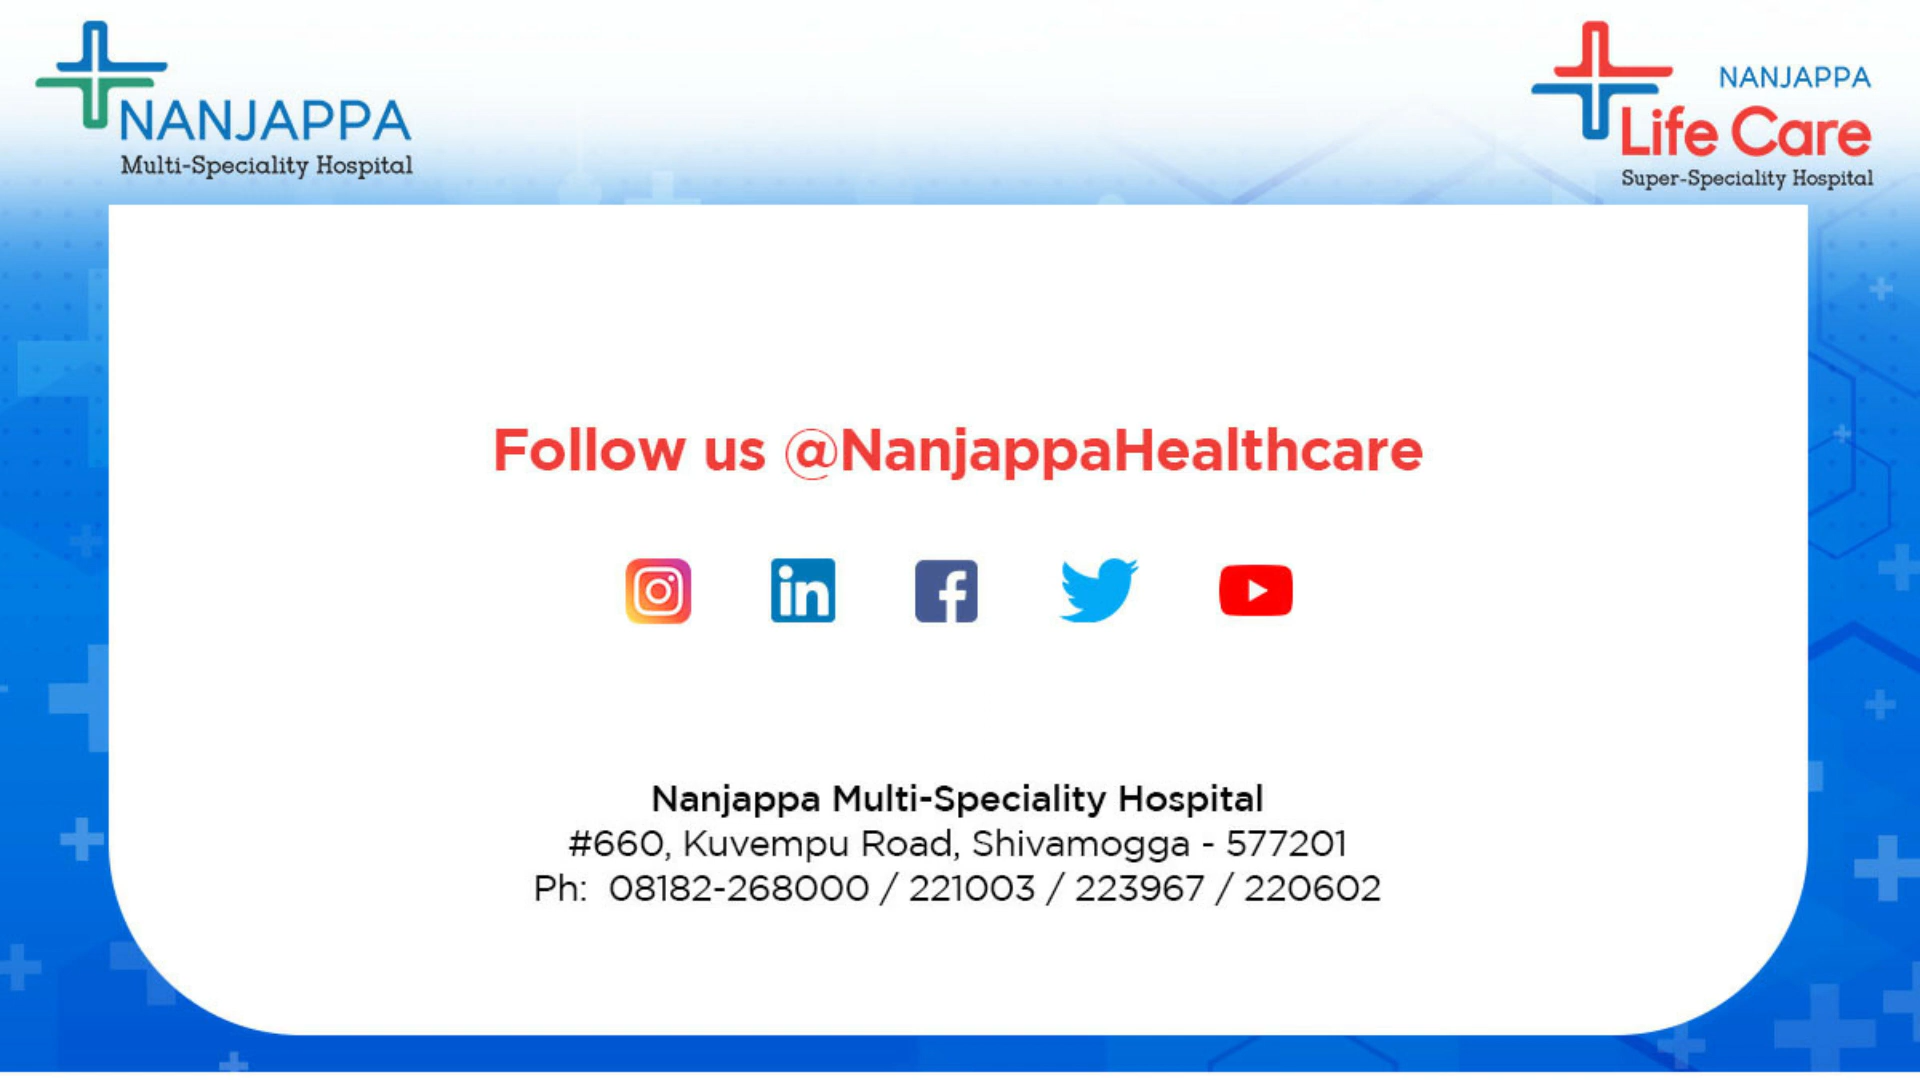 NANJAPPA
Multi-Speciality Hospital
NANJAPPA
Life Care
Super-Speciality Hospital
Follow us @NanjappaHealthcare
in
f
Nanjappa Multi-Speciality Hospital
#660, Kuvempu Road, Shivamogga - 577201
Ph: 08182-268000 / 221003 / 223967 / 220602